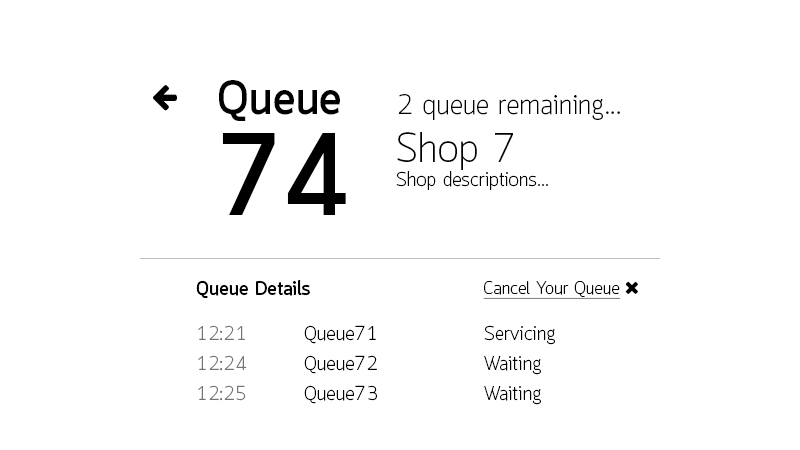 Queue
74
2 queue remaining...
Shop 7
Shop descriptions...
Queue Details
Cancel Your Queue
12:21 Queue71 Servicing
12:24 Queue72 Waiting
12:25 Queue73 Waiting